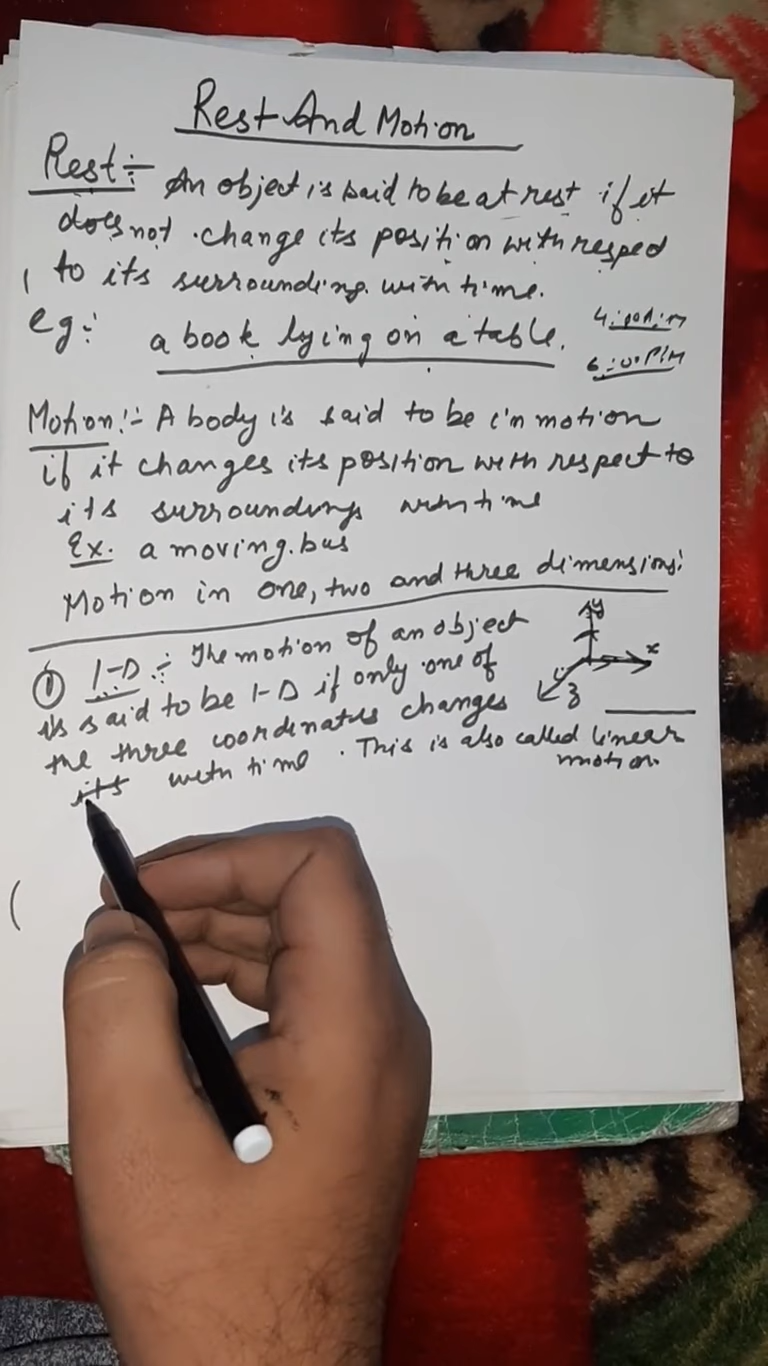 Rest And Motion
Rest:- An object is said to be at rest if it
does not change its position with respect
to its surrounding with time.
eg:- a book lying on a table.
6:00 P.M
Motion:- A body is said to be in motion
if it changes its position with respect to
its surroundings with time
Ex. a moving bus
Motion in one, two and three dimensions:
① 1-D:- The motion of an object
is said to be 1-D if only one of
the three coordinates changes
its with time. This is also called linear
motion.
y
x
z